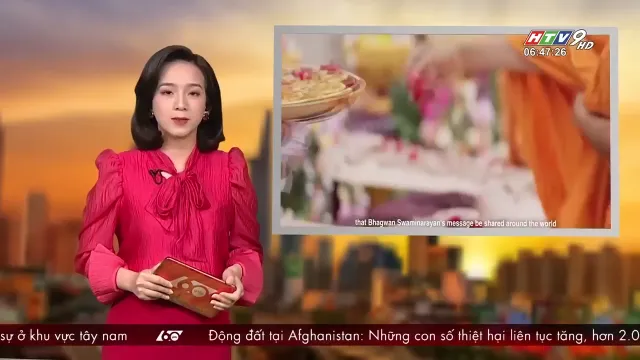 HTV9 HD
06:47:26
that Bhagwan Swaminarayan's message be shared around the world
sự ở khu vực tây nam 60 Động đất tại Afghanistan: Những con số thiệt hại liên tục tăng, hơn 2.0